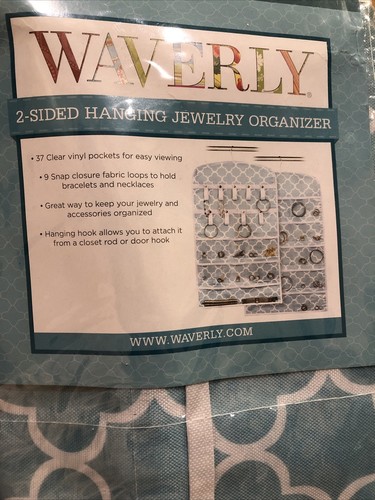 WAVERLY®
2-SIDED HANGING JEWELRY ORGANIZER
• 37 Clear vinyl pockets for easy viewing
• 9 Snap closure fabric loops to hold
bracelets and necklaces
• Great way to keep your jewelry and
accessories organized
• Hanging hook allows you to attach it
from a closet rod or door hook
WWW.WAVERLY.COM